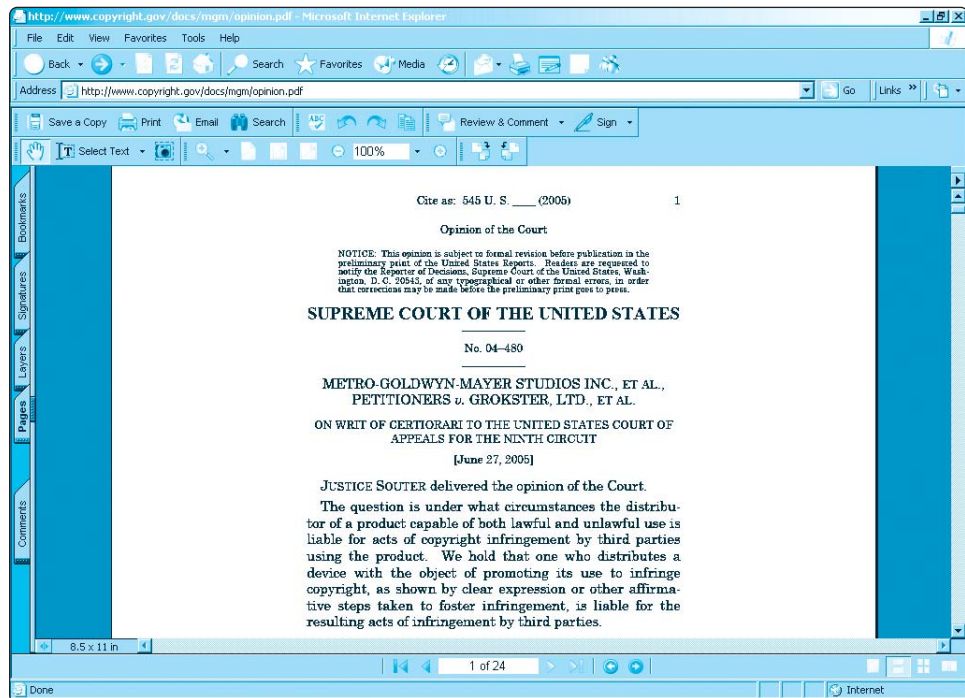 http://www.copyright.gov/docs/mgm/opinion.pdf - Microsoft Internet Explorer
File Edit View Favorites Tools Help
Back Search Favorites Media
Address http://www.copyright.gov/docs/mgm/opinion.pdf Go Links »
Save a Copy Print Email Search ABC Review & Comment Sign
Select Text 100%
Bookmarks
Signatures
Layers
Pages
Comments
Cite as: 545 U. S. ____ (2005) 1
Opinion of the Court
NOTICE: This opinion is subject to formal revision before publication in the
preliminary print of the United States Reports. Readers are requested to
notify the Reporter of Decisions, Supreme Court of the United States, Wash-
ington, D. C. 20543, of any typographical or other formal errors, in order
that corrections may be made before the preliminary print goes to press.
SUPREME COURT OF THE UNITED STATES
No. 04–480
METRO-GOLDWYN-MAYER STUDIOS INC., ET AL.,
PETITIONERS v. GROKSTER, LTD., ET AL.
ON WRIT OF CERTIORARI TO THE UNITED STATES COURT OF
APPEALS FOR THE NINTH CIRCUIT
[June 27, 2005]
JUSTICE SOUTER delivered the opinion of the Court.
The question is under what circumstances the distribu-
tor of a product capable of both lawful and unlawful use is
liable for acts of copyright infringement by third parties
using the product. We hold that one who distributes a
device with the object of promoting its use to infringe
copyright, as shown by clear expression or other affirma-
tive steps taken to foster infringement, is liable for the
resulting acts of infringement by third parties.
8.5 x 11 in
1 of 24
Done Internet